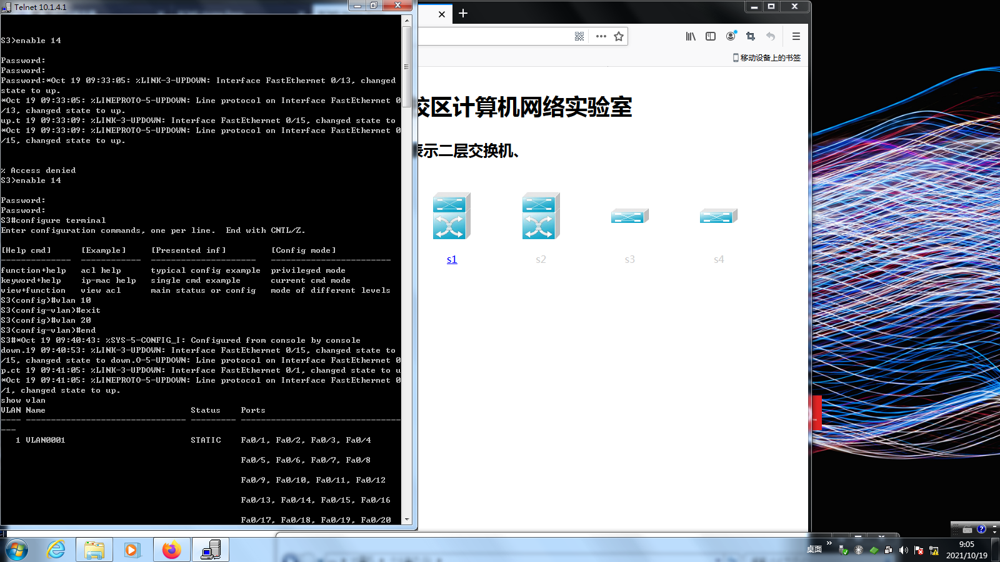 Telnet 10.1.4.1
S3>enable 14
Password:
Password:
Password:*Oct 19 09:33:05: %LINK-3-UPDOWN: Interface FastEthernet 0/13, changed
state to up.
*Oct 19 09:33:05: %LINEPROTO-5-UPDOWN: Line protocol on Interface FastEthernet 0
/13, changed state to up.
up.t 19 09:33:09: %LINK-3-UPDOWN: Interface FastEthernet 0/15, changed state to
*Oct 19 09:33:09: %LINEPROTO-5-UPDOWN: Line protocol on Interface FastEthernet 0
/15, changed state to up.
% Access denied
S3>enable 14
Password:
Password:
S3#configure terminal
Enter configuration commands, one per line.  End with CNTL/Z.
[Help cmd]    [Example]    [Presented inf]    [Config mode]
--------------  ------------  ---------------------  ------------------------
function+help   acl help      typical config example  privileged mode
keyword+help    ip-mac help   single cmd example      current cmd mode
view+function   view acl      main status or config   mode of different levels
S3(config)#vlan 10
S3(config-vlan)#exit
S3(config)#vlan 20
S3(config-vlan)#end
S3#*Oct 19 09:40:43: %SYS-5-CONFIG_I: Configured from console by console
down.19 09:40:53: %LINK-3-UPDOWN: Interface FastEthernet 0/15, changed state to
/15, changed state to down.O-5-UPDOWN: Line protocol on Interface FastEthernet 0
p.ct 19 09:41:05: %LINK-3-UPDOWN: Interface FastEthernet 0/1, changed state to u
*Oct 19 09:41:05: %LINEPROTO-5-UPDOWN: Line protocol on Interface FastEthernet 0
/1, changed state to up.
show vlan
VLAN Name                             Status    Ports
---- -------------------------------- --------- --------------------------------
---
   1 VLAN0001                         STATIC    Fa0/1, Fa0/2, Fa0/3, Fa0/4
Fa0/5, Fa0/6, Fa0/7, Fa0/8
Fa0/9, Fa0/10, Fa0/11, Fa0/12
Fa0/13, Fa0/14, Fa0/15, Fa0/16
Fa0/17, Fa0/18, Fa0/19, Fa0/20
移动设备上的书签
校区计算机网络实验室
表示二层交换机、
s1 s2 s3 s4
桌面
9:05
2021/10/19